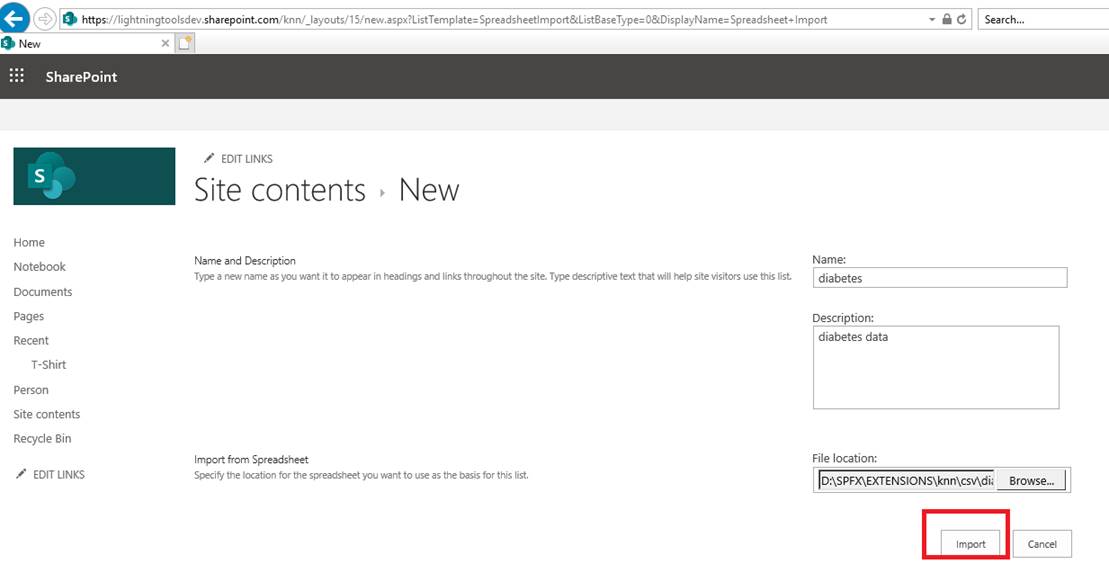 https://lightningtoolsdev.sharepoint.com/knn/_layouts/15/new.aspx?ListTemplate=SpreadsheetImport&ListBaseType=0&DisplayName=Spreadsheet+Import
Search...
New
SharePoint
S
EDIT LINKS
Site contents › New
Home
Notebook
Documents
Pages
Recent
T-Shirt
Person
Site contents
Recycle Bin
EDIT LINKS
Name and Description
Type a new name as you want it to appear in headings and links throughout the site. Type descriptive text that will help site visitors use this list.
Name:
diabetes
Description:
diabetes data
Import from Spreadsheet
Specify the location for the spreadsheet you want to use as the basis for this list.
File location:
D:\SPFX\EXTENSIONS\knn\csv\dia Browse...
Import Cancel